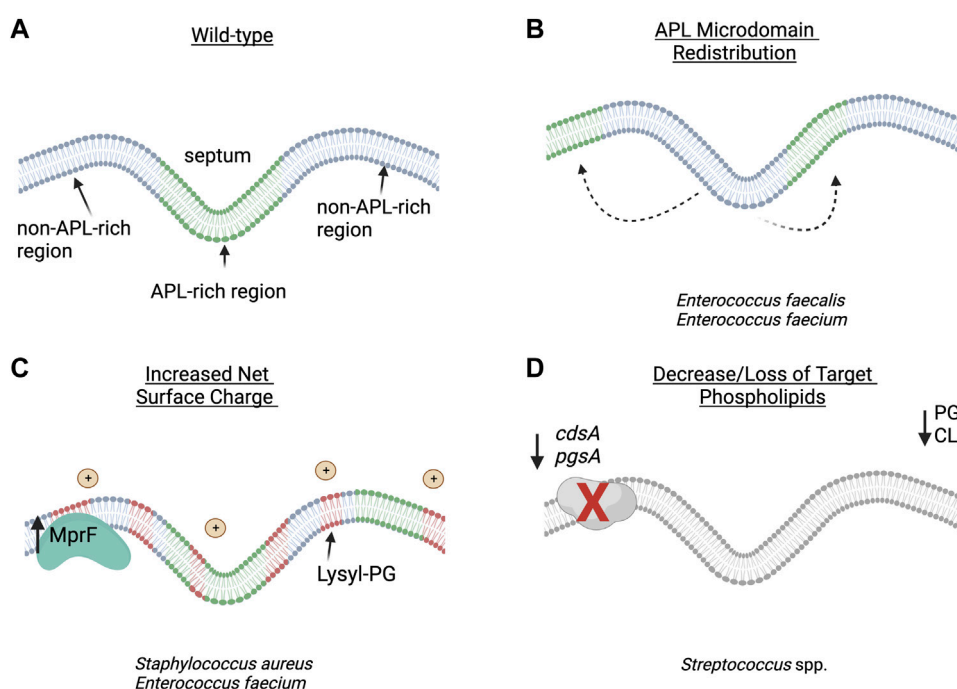 A
Wild-type
septum
non-APL-rich
region
non-APL-rich
region
APL-rich region
B
APL Microdomain
Redistribution
Enterococcus faecalis
Enterococcus faecium
C
Increased Net
Surface Charge
+
+
+
+
MprF
Lysyl-PG
Staphylococcus aureus
Enterococcus faecium
D
Decrease/Loss of Target
Phospholipids
cdsA
pgsA
PG
CL
X
Streptococcus spp.